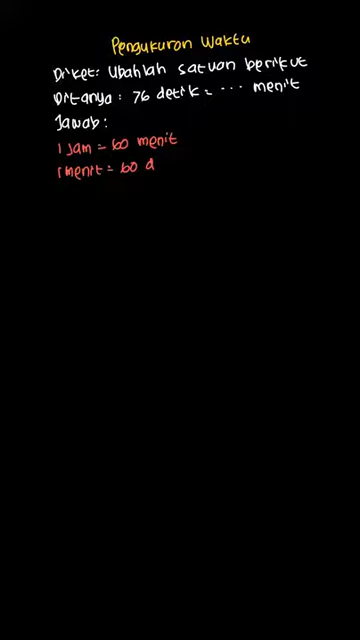 Pengukuran Waktu
Diket: Ubahlah satuan berikut
Ditanya: 76 detik = ... menit
Jawab:
1 Jam = 60 menit
1 menit = 60 d